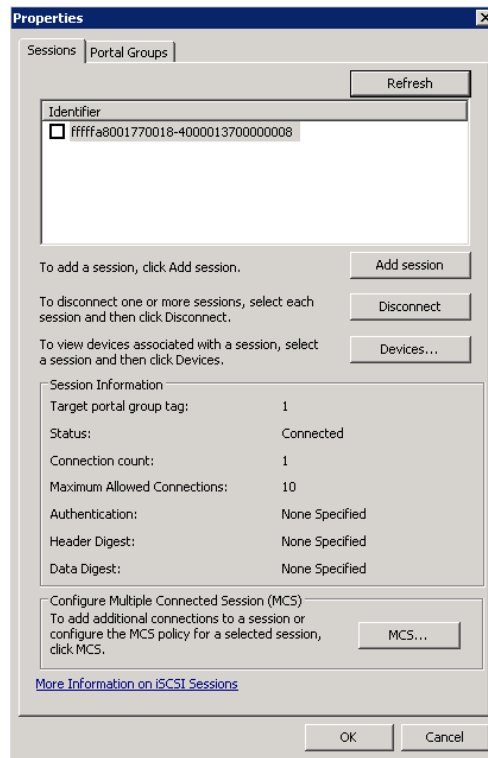 Properties
Sessions
Portal Groups
Refresh
Identifier
fffffa8001770018-4000013700000008
To add a session, click Add session.
Add session
To disconnect one or more sessions, select each
session and then click Disconnect.
Disconnect
To view devices associated with a session, select
a session and then click Devices.
Devices...
Session Information
Target portal group tag: 1
Status: Connected
Connection count: 1
Maximum Allowed Connections: 10
Authentication: None Specified
Header Digest: None Specified
Data Digest: None Specified
Configure Multiple Connected Session (MCS)
To add additional connections to a session or
configure the MCS policy for a selected session,
click MCS.
MCS...
More Information on iSCSI Sessions
OK
Cancel